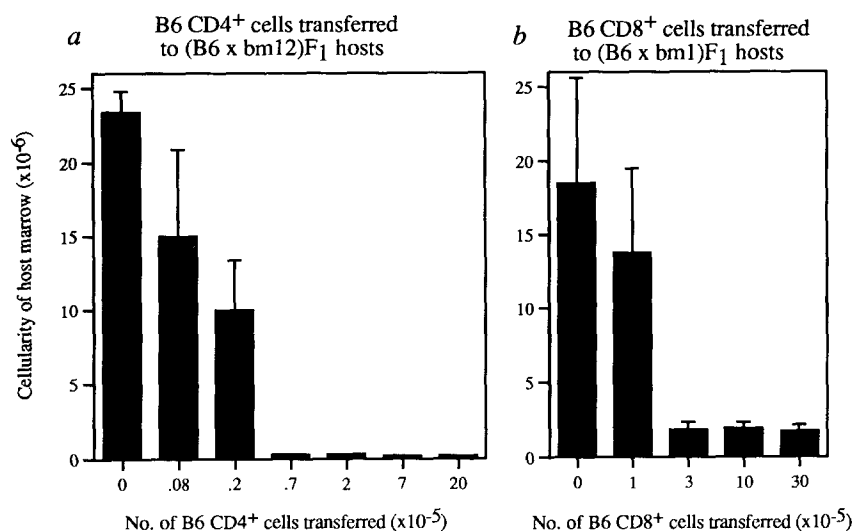 a
B6 CD4+ cells transferred
to (B6 x bm12)F1 hosts
Cellularity of host marrow (x10-6)
25
20
15
10
5
0
0 .08 .2 .7 2 7 20
No. of B6 CD4+ cells transferred (x10-5)
b
B6 CD8+ cells transferred
to (B6 x bm1)F1 hosts
25
20
15
10
5
0
0 1 3 10 30
No. of B6 CD8+ cells transferred (x10-5)